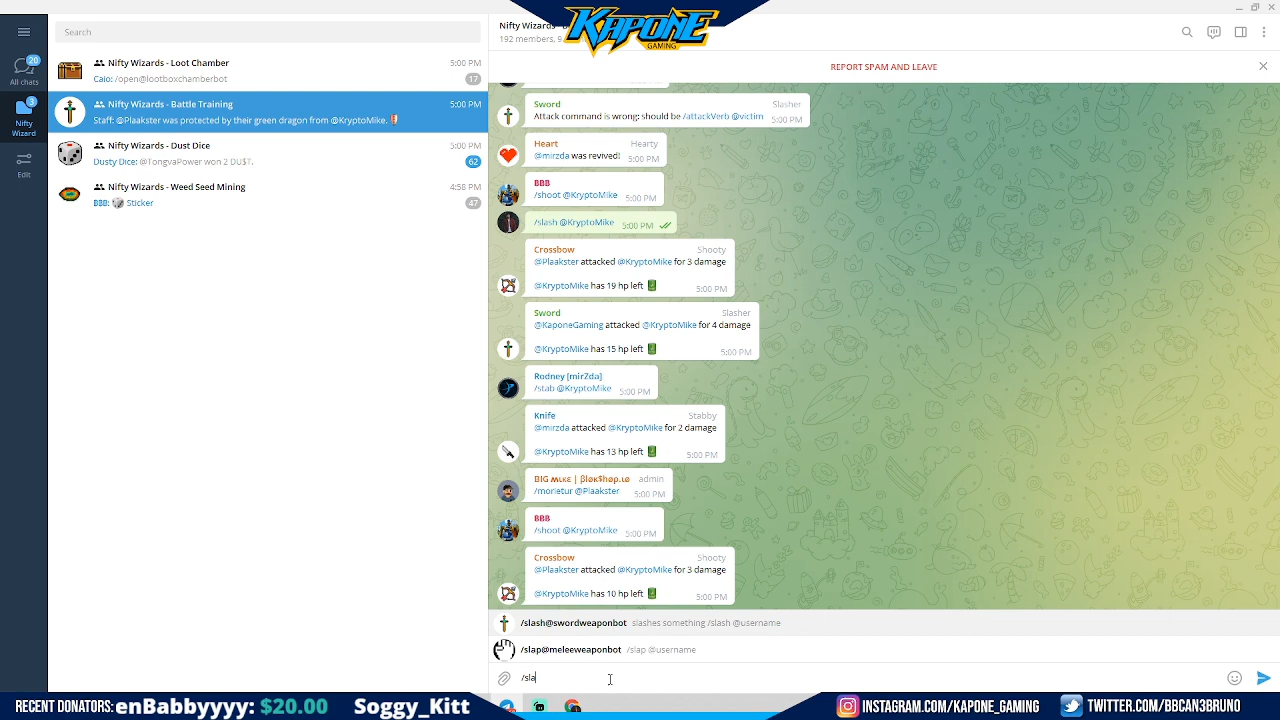 KAPONE
GAMING
Search
20
All chats
3
Nifty
Wizard
Edit
Nifty Wizards - Loot Chamber 5:00 PM
Caio: /open@lootboxchamberbot 17
Nifty Wizards - Battle Training 5:00 PM
Staff: @Plaakster was protected by their green dragon from @KryptoMike.
Nifty Wizards - Dust Dice 5:00 PM
Dusty Dice: @TongvaPower won 2 DU$T. 62
Nifty Wizards - Weed Seed Mining 4:58 PM
BBB: Sticker 47
Nifty Wizards -
192 members, 9
REPORT SPAM AND LEAVE
Sword Slasher
Attack command is wrong: should be /attackVerb @victim 5:00 PM
Heart Hearty
@mirzda was revived! 5:00 PM
BBB
/shoot @KryptoMike 5:00 PM
/slash @KryptoMike 5:00 PM
Crossbow Shooty
@Plaakster attacked @KryptoMike for 3 damage
@KryptoMike has 19 hp left 5:00 PM
Sword Slasher
@KaponeGaming attacked @KryptoMike for 4 damage
@KryptoMike has 15 hp left 5:00 PM
Rodney [mirZda]
/stab @KryptoMike 5:00 PM
Knife Stabby
@mirzda attacked @KryptoMike for 2 damage
@KryptoMike has 13 hp left 5:00 PM
BIG ʍικε | βløκ$høρ.ιø admin
/morietur @Plaakster 5:00 PM
BBB
/shoot @KryptoMike 5:00 PM
Crossbow Shooty
@Plaakster attacked @KryptoMike for 3 damage
@KryptoMike has 10 hp left 5:00 PM
/slash@swordweaponbot slashes something /slash @username
/slap@meleeweaponbot /slap @username
/sla
RECENT DONATORS: enBabbyyyy: $20.00 Soggy_Kitt
INSTAGRAM.COM/KAPONE_GAMING
TWITTER.COM/BBCAN3BRUNO